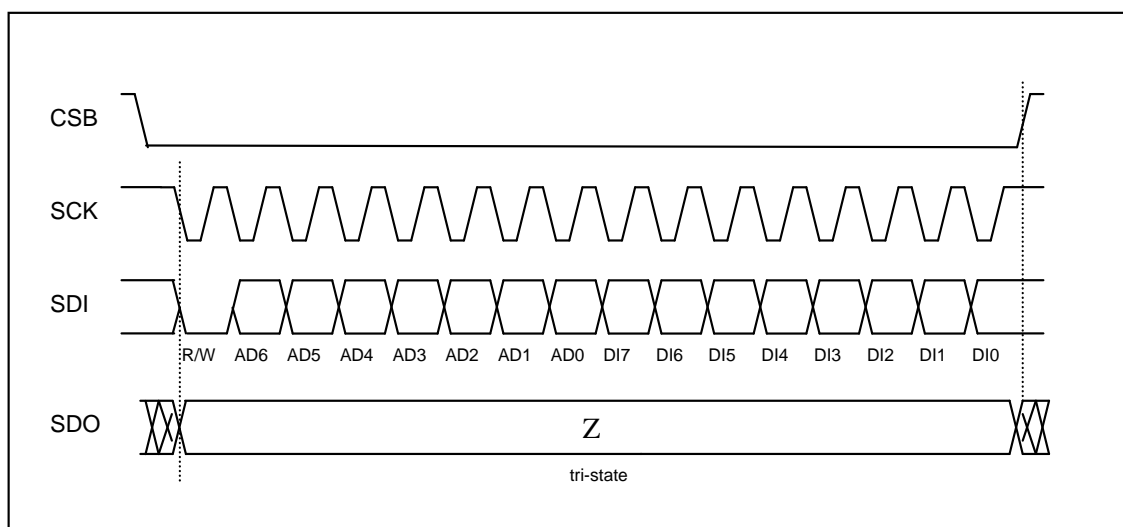 CSB
SCK
SDI
R/W AD6 AD5 AD4 AD3 AD2 AD1 AD0 DI7 DI6 DI5 DI4 DI3 DI2 DI1 DI0
SDO
Z
tri-state